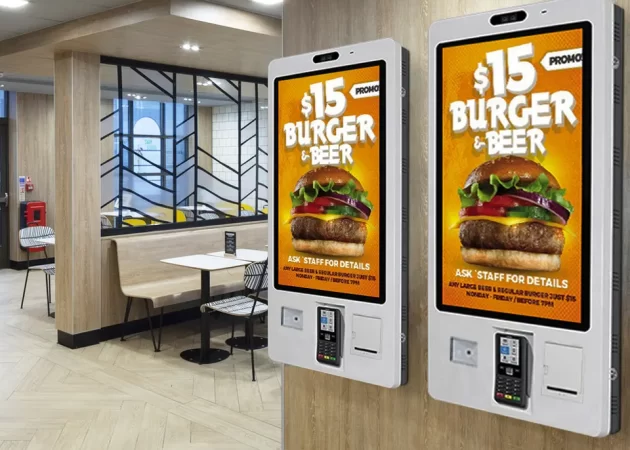 $15
PROMO
BURGER
& BEER
ASK STAFF FOR DETAILS
ANY LARGE BEER & REGULAR BURGER JUST $15
MONDAY - FRIDAY / BEFORE 7PM
$15
PROMO
BURGER
& BEER
ASK STAFF FOR DETAILS
ANY LARGE BEER & REGULAR BURGER JUST $15
MONDAY - FRIDAY / BEFORE 7PM